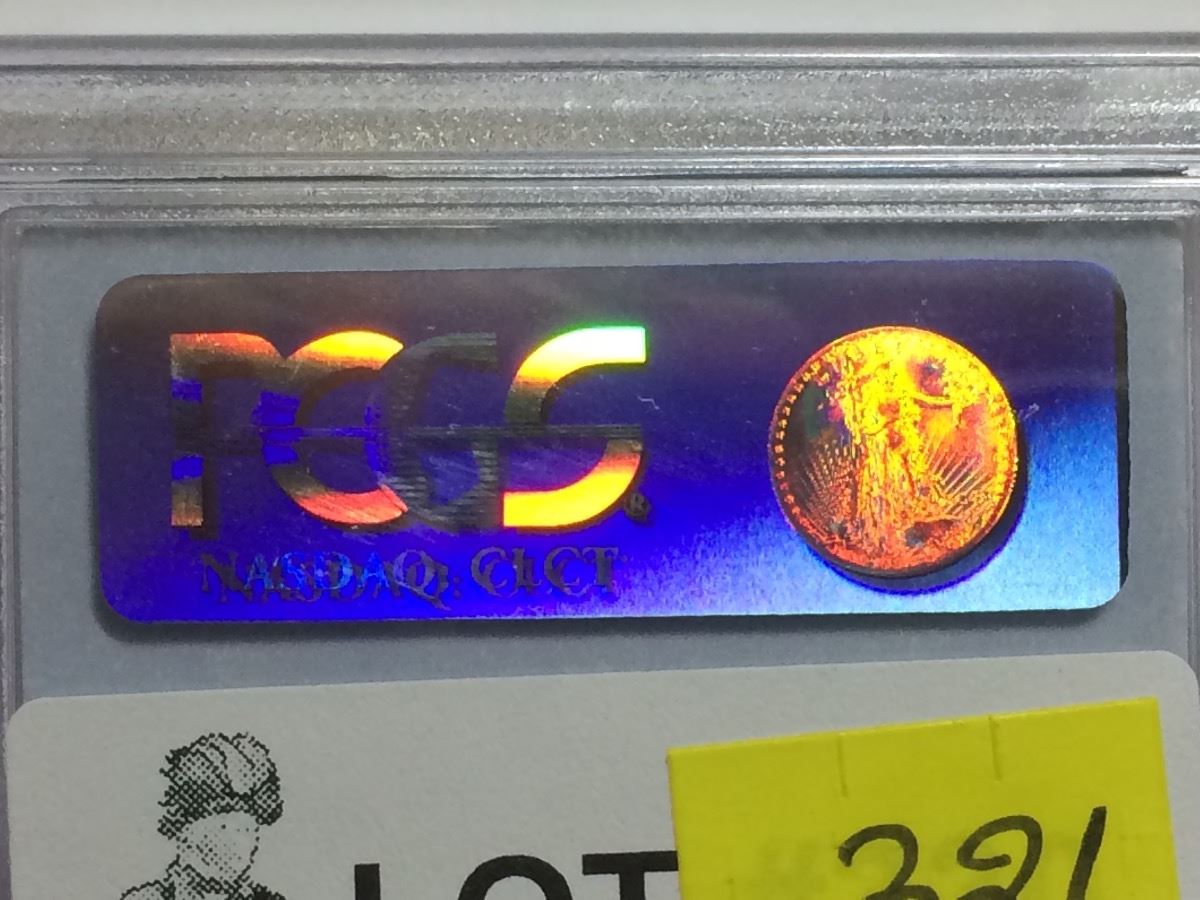 PCGS®
NASDAQ: CLCT
LOT
321